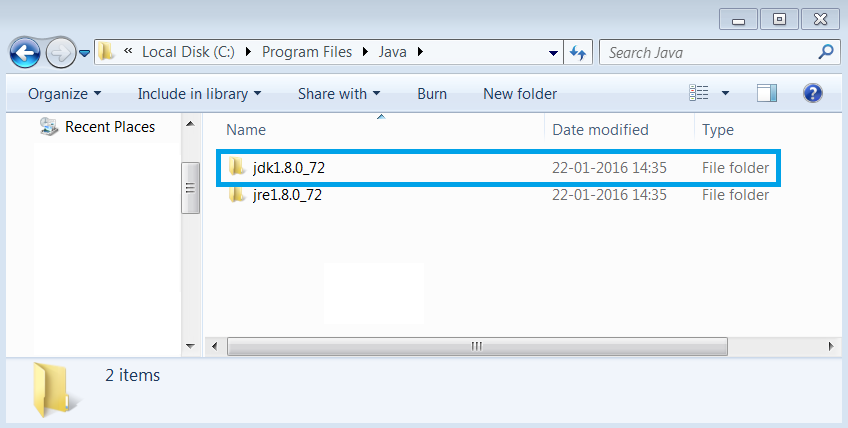 « Local Disk (C:) Program Files Java Search Java
Organize Include in library Share with Burn New folder ?
Recent Places
Name Date modified Type
jdk1.8.0_72 22-01-2016 14:35 File folder
jre1.8.0_72 22-01-2016 14:35 File folder
2 items